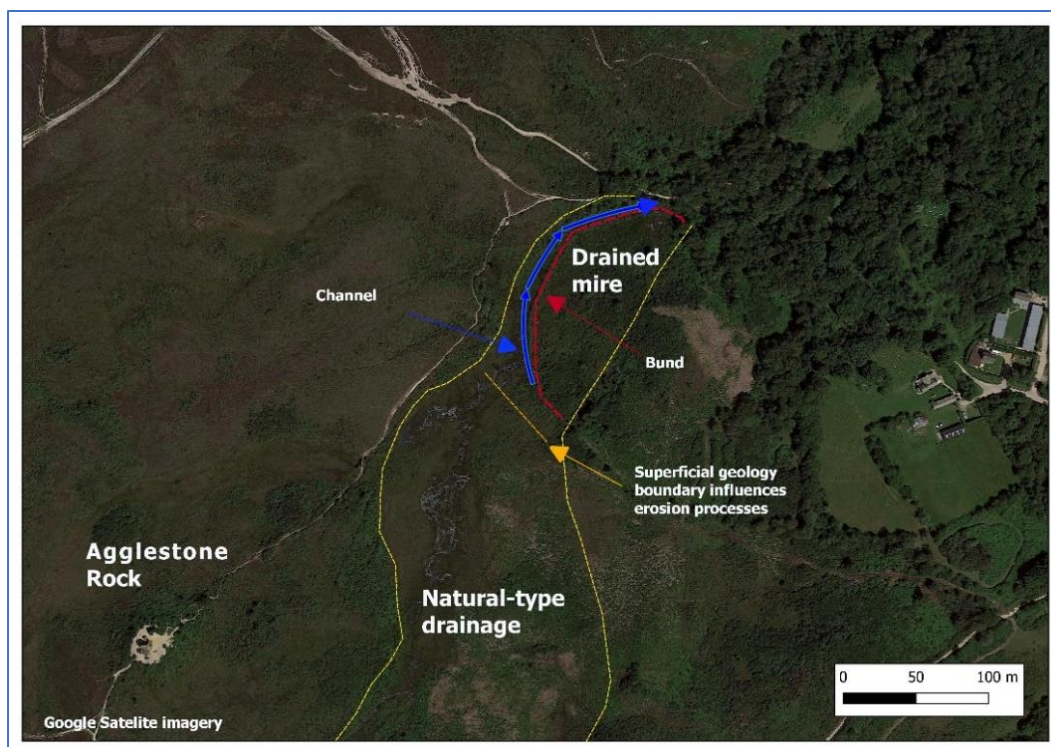 Drained
mire
Channel
Bund
Superficial geology
boundary influences
erosion processes
Agglestone
Rock
Natural-type
drainage
0 50 100 m
Google Satelite imagery